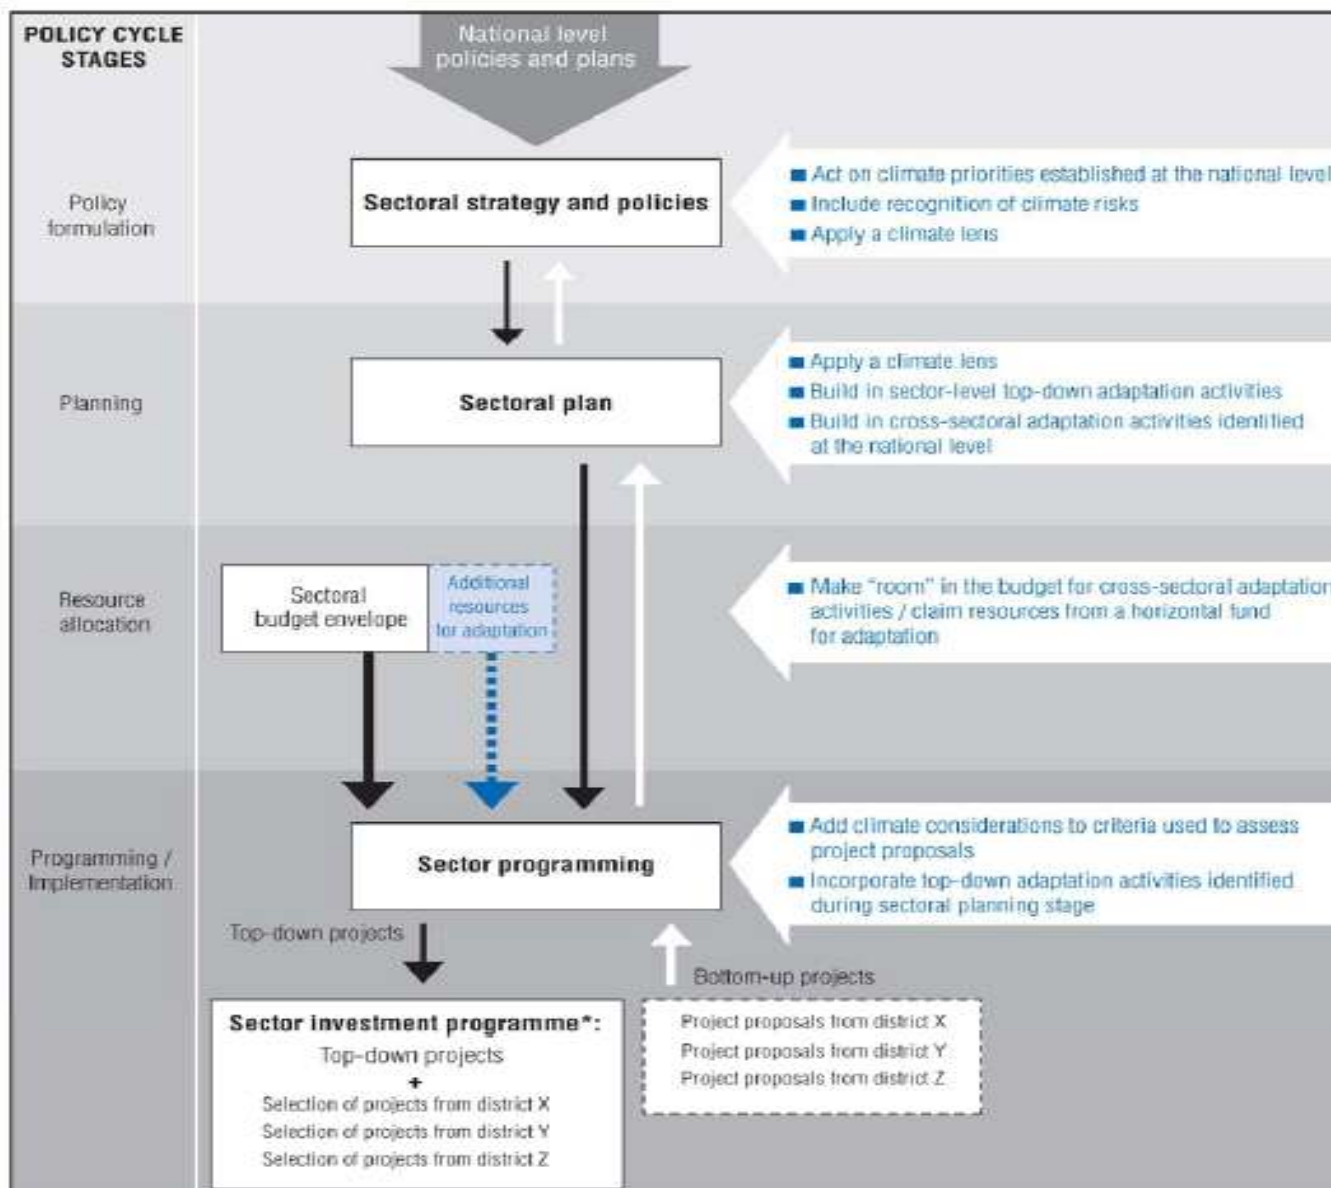 POLICY CYCLE
STAGES
National level
policies and plans
Policy
formulation
Sectoral strategy and policies
■ Act on climate priorities established at the national level
■ Include recognition of climate risks
■ Apply a climate lens
Planning
Sectoral plan
■ Apply a climate lens
■ Build in sector-level top-down adaptation activities
■ Build in cross-sectoral adaptation activities identified
at the national level
Resource
allocation
Sectoral
budget envelope
Additional
resources
for adaptation
■ Make "room" in the budget for cross-sectoral adaptation
activities / claim resources from a horizontal fund
for adaptation
Programming /
Implementation
Sector programming
■ Add climate considerations to criteria used to assess
project proposals
■ Incorporate top-down adaptation activities identified
during sectoral planning stage
Top-down projects
Bottom-up projects
Sector investment programme*:
Top-down projects
+
Selection of projects from district X
Selection of projects from district Y
Selection of projects from district Z
Project proposals from district X
Project proposals from district Y
Project proposals from district Z